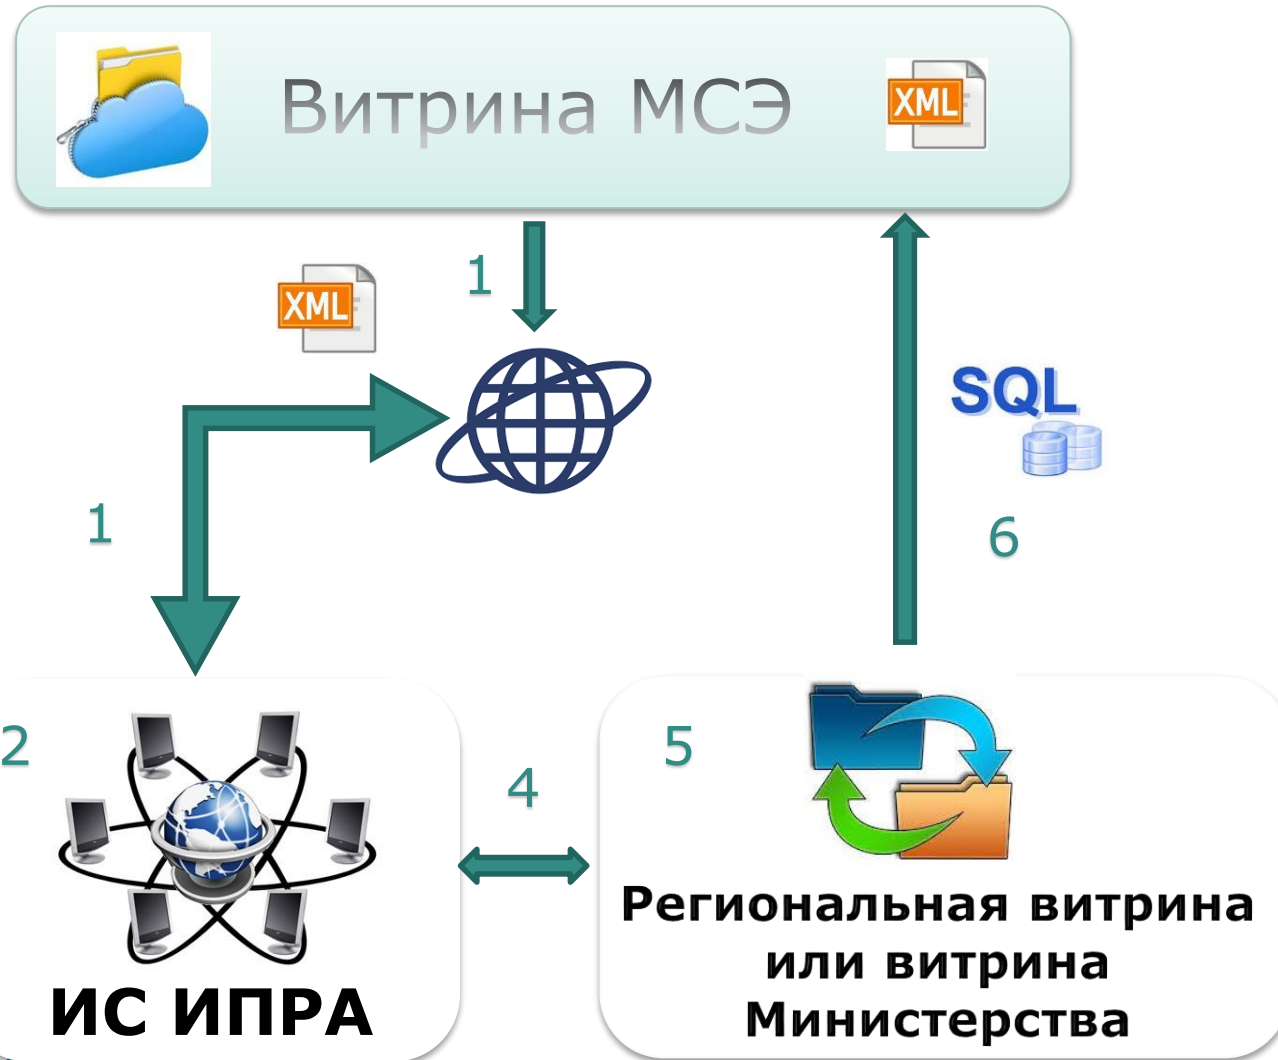 Витрина МСЭ
XML
1
XML
SQL
1
6
2
5
4
Региональная витрина
или витрина
Министерства
ИС ИПРА